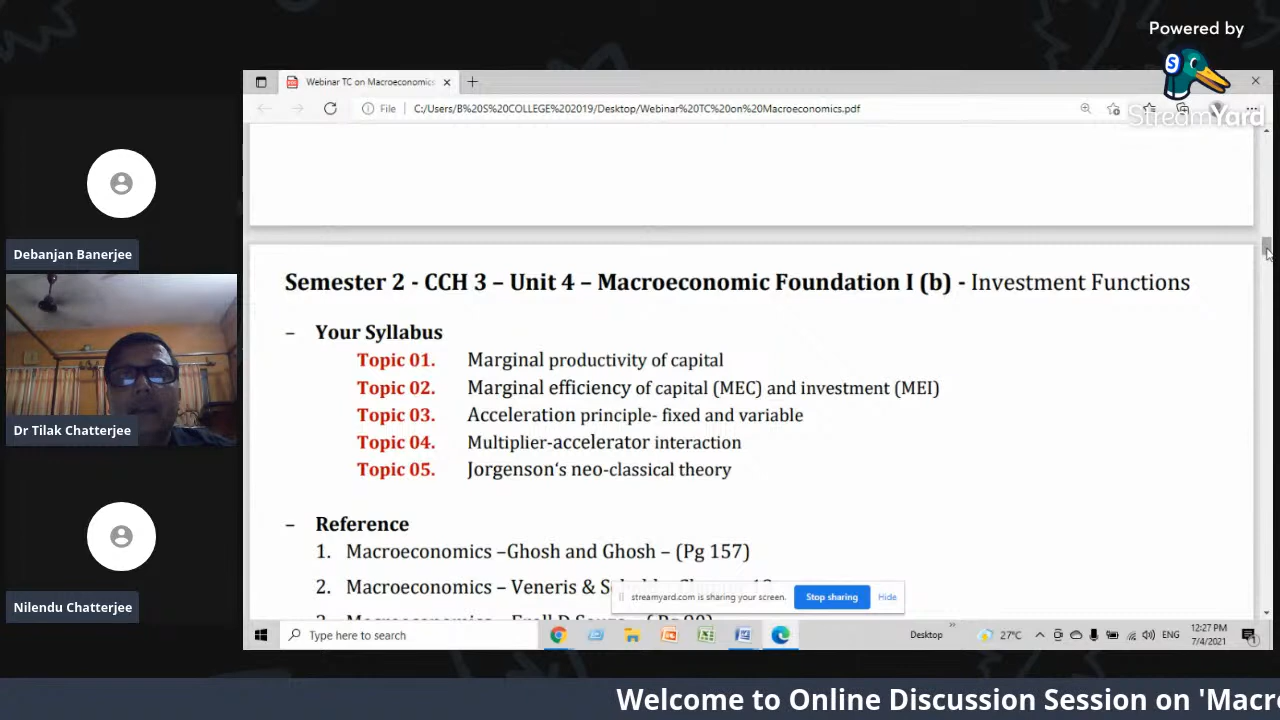 Powered by
S
StreamYard
Webinar TC on Macroeconomics
File
C:/Users/B%20S%20COLLEGE%202019/Desktop/Webinar%20TC%20on%20Macroeconomics.pdf
Semester 2 - CCH 3 – Unit 4 – Macroeconomic Foundation I (b) - Investment Functions
– Your Syllabus
Topic 01. Marginal productivity of capital
Topic 02. Marginal efficiency of capital (MEC) and investment (MEI)
Topic 03. Acceleration principle- fixed and variable
Topic 04. Multiplier-accelerator interaction
Topic 05. Jorgenson‘s neo-classical theory
– Reference
1. Macroeconomics –Ghosh and Ghosh – (Pg 157)
2. Macroeconomics – Veneris &
3. Macroeconomics –
streamyard.com is sharing your screen.
Stop sharing
Hide
Type here to search
Desktop
27°C
ENG
12:27 PM
7/4/2021
Debanjan Banerjee
Dr Tilak Chatterjee
Nilendu Chatterjee
Welcome to Online Discussion Session on 'Macr